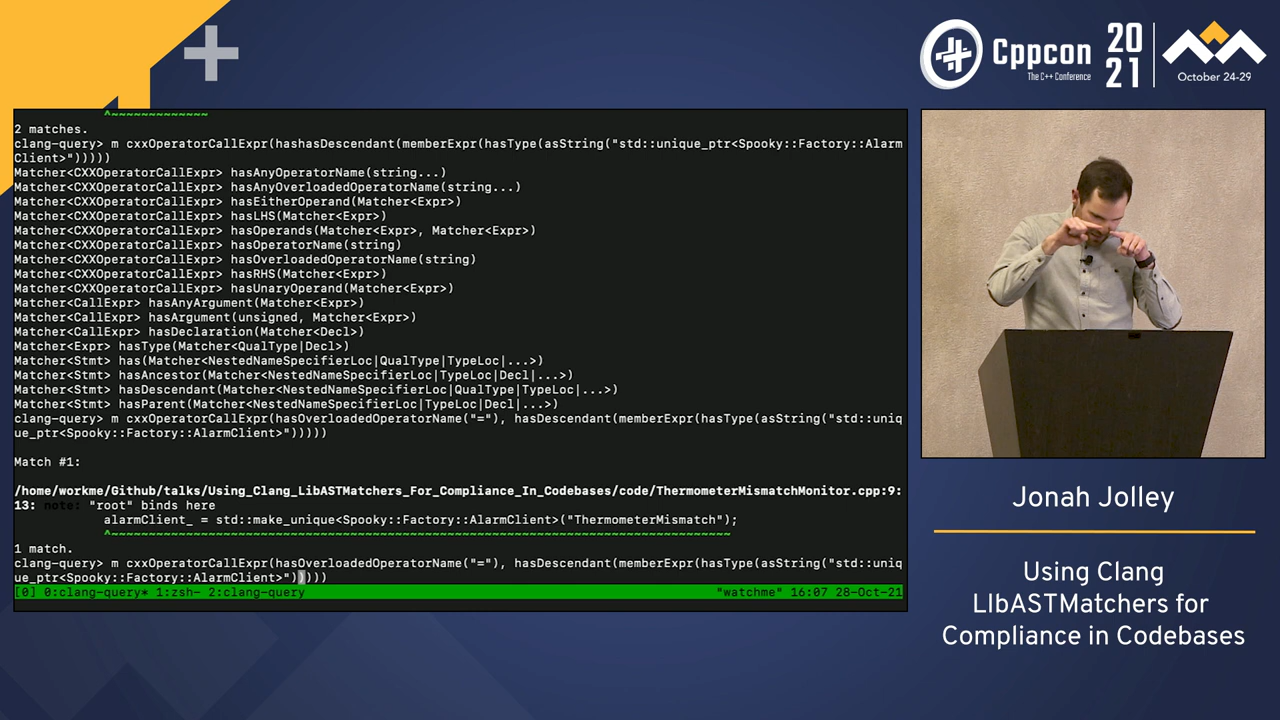 Cppcon
The C++ Conference
20
21
October 24-29
2 matches.
clang-query> m cxxOperatorCallExpr(hashasDescendant(memberExpr(hasType(asString("std::unique_ptr<Spooky::Factory::Alarm
Client>")))))
Matcher<CXXOperatorCallExpr> hasAnyOperatorName(string...)
Matcher<CXXOperatorCallExpr> hasAnyOverloadedOperatorName(string...)
Matcher<CXXOperatorCallExpr> hasEitherOperand(Matcher<Expr>)
Matcher<CXXOperatorCallExpr> hasLHS(Matcher<Expr>)
Matcher<CXXOperatorCallExpr> hasOperands(Matcher<Expr>, Matcher<Expr>)
Matcher<CXXOperatorCallExpr> hasOperatorName(string)
Matcher<CXXOperatorCallExpr> hasOverloadedOperatorName(string)
Matcher<CXXOperatorCallExpr> hasRHS(Matcher<Expr>)
Matcher<CXXOperatorCallExpr> hasUnaryOperand(Matcher<Expr>)
Matcher<CallExpr> hasAnyArgument(Matcher<Expr>)
Matcher<CallExpr> hasArgument(unsigned, Matcher<Expr>)
Matcher<CallExpr> hasDeclaration(Matcher<Decl>)
Matcher<Expr> hasType(Matcher<QualType|Decl>)
Matcher<Stmt> has(Matcher<NestedNameSpecifierLoc|QualType|TypeLoc|...>)
Matcher<Stmt> hasAncestor(Matcher<NestedNameSpecifierLoc|TypeLoc|Decl|...>)
Matcher<Stmt> hasDescendant(Matcher<NestedNameSpecifierLoc|QualType|TypeLoc|...>)
Matcher<Stmt> hasParent(Matcher<NestedNameSpecifierLoc|TypeLoc|Decl|...>)
clang-query> m cxxOperatorCallExpr(hasOverloadedOperatorName("="), hasDescendant(memberExpr(hasType(asString("std::uniq
ue_ptr<Spooky::Factory::AlarmClient>")))))
Match #1:
/home/workme/Github/talks/Using_Clang_LibASTMatchers_For_Compliance_In_Codebases/code/ThermometerMismatchMonitor.cpp:9:
13: note: "root" binds here
alarmClient_ = std::make_unique<Spooky::Factory::AlarmClient>("ThermometerMismatch");
^~~~~~~~~~~~~~~~~~~~~~~~~~~~~~~~~~~~~~~~~~~~~~~~~~~~~~~~~~~~~~~~~~~~~~~~~~~~~~~~~~~~
1 match.
clang-query> m cxxOperatorCallExpr(hasOverloadedOperatorName("="), hasDescendant(memberExpr(hasType(asString("std::uniq
ue_ptr<Spooky::Factory::AlarmClient>")))))
[0] 0:clang-query* 1:zsh- 2:clang-query "watchme" 16:07 28-Oct-21
Jonah Jolley
Using Clang
LIbASTMatchers for
Compliance in Codebases